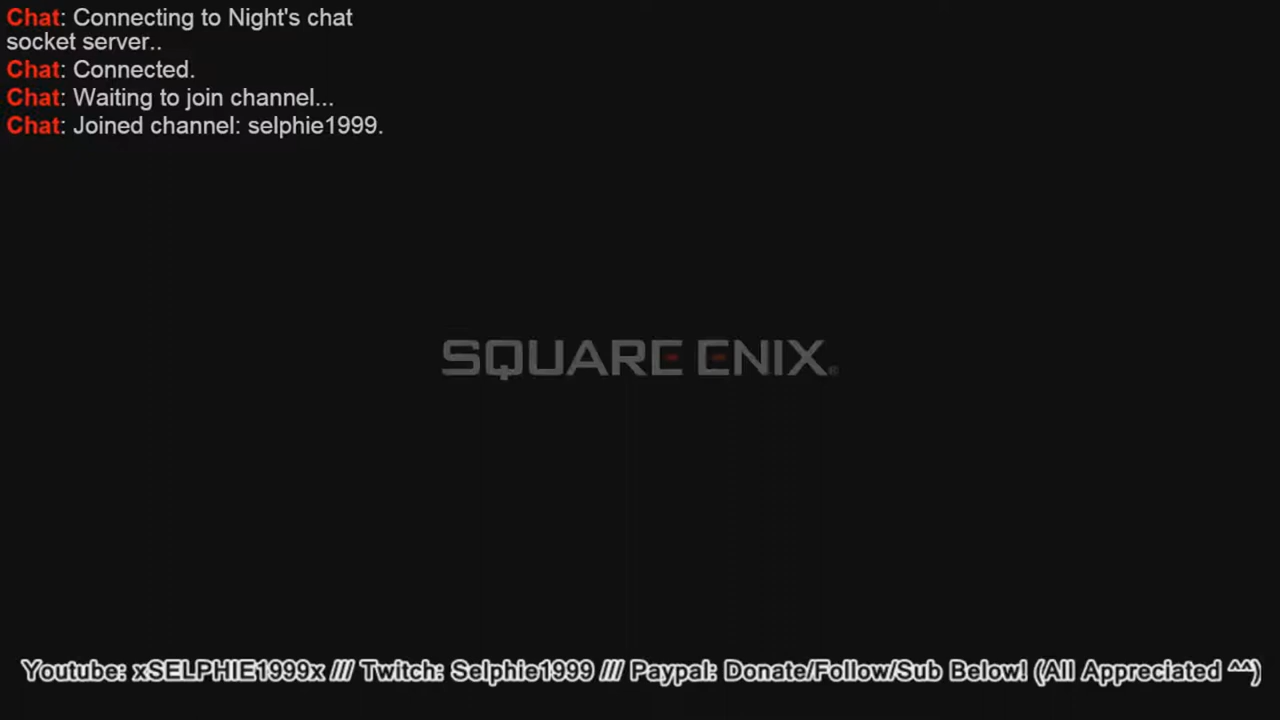 Chat: Connecting to Night's chat
socket server..
Chat: Connected.
Chat: Waiting to join channel...
Chat: Joined channel: selphie1999.
SQUARE ENIX®
Youtube: xSELPHIE1999x /// Twitch: Selphie1999 /// Paypal: Donate/Follow/Sub Below! (All Appreciated ^^)